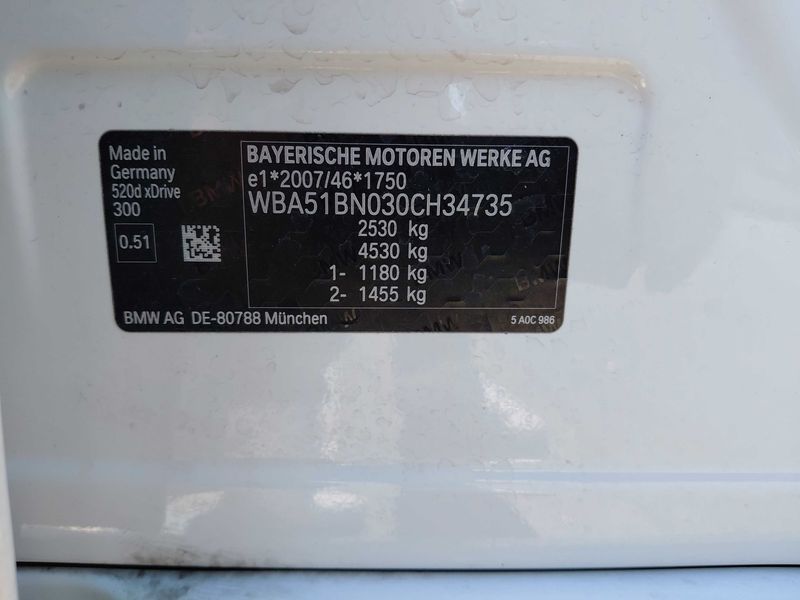 Made in
Germany
520d xDrive
300
0.51
BAYERISCHE MOTOREN WERKE AG
e1*2007/46*1750
WBA51BN030CH34735
2530 kg
4530 kg
1- 1180 kg
2- 1455 kg
BMW AG DE-80788 München
5 A0C 986